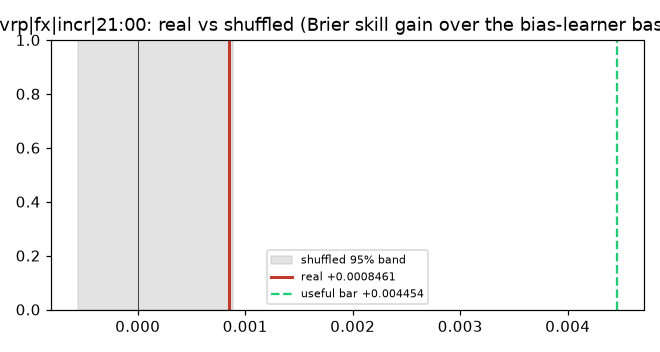 vrp|fx|incr|21:00: real vs shuffled (Brier skill gain over the bias-learner bas
1.0
0.8
0.6
0.4
0.2
0.0
shuffled 95% band
real +0.0008461
useful bar +0.004454
0.000 0.001 0.002 0.003 0.004